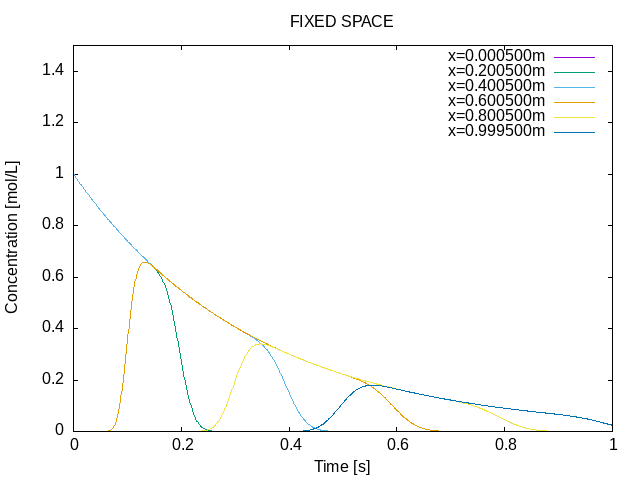 FIXED SPACE
x=0.000500m
x=0.200500m
x=0.400500m
x=0.600500m
x=0.800500m
x=0.999500m
1.4
1.2
1
0.8
0.6
0.4
0.2
0
Concentration [mol/L]
0 0.2 0.4 0.6 0.8 1
Time [s]